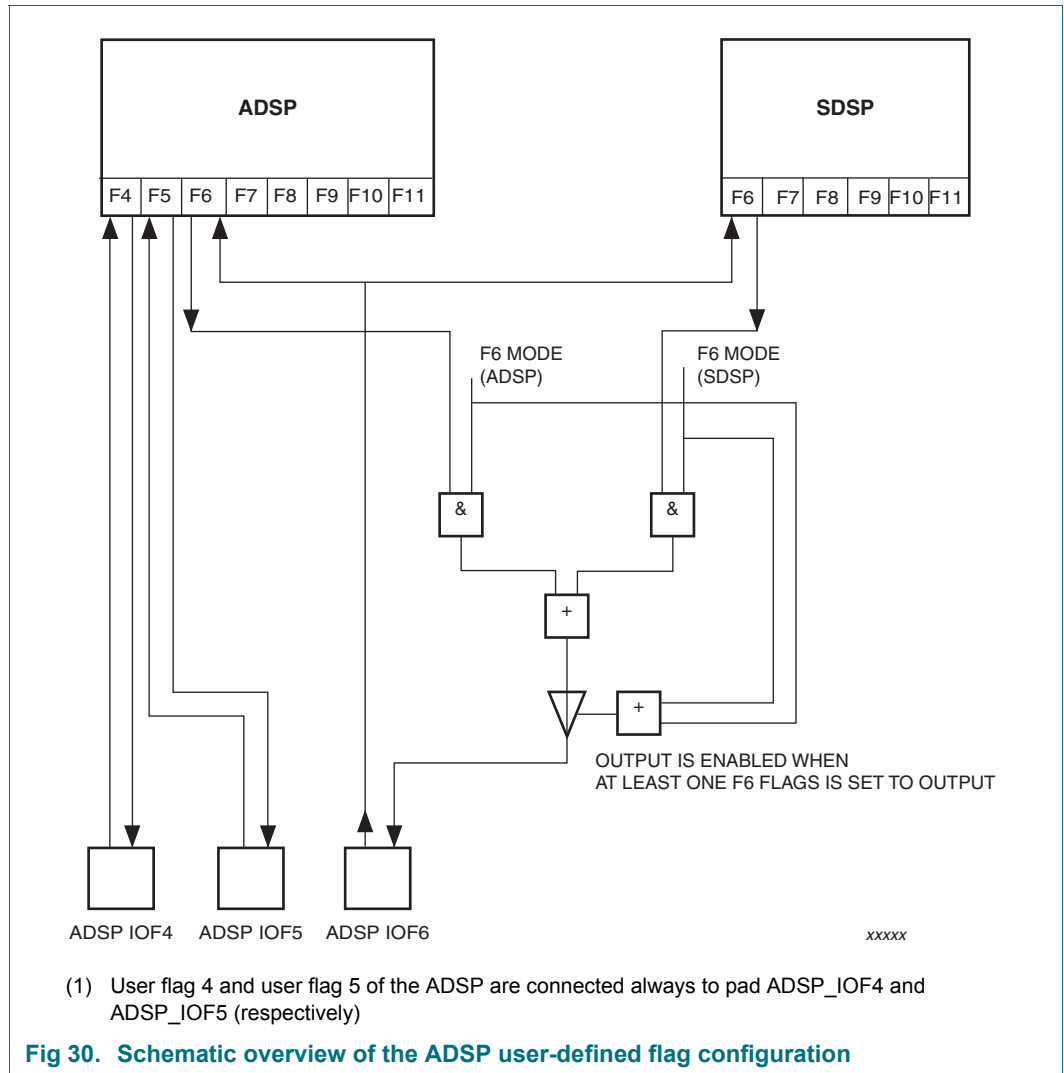 ADSP
SDSP
F4 F5 F6 F7 F8 F9 F10 F11
F6 F7 F8 F9 F10 F11
F6 MODE
(ADSP)
F6 MODE
(SDSP)
&
&
+
+
OUTPUT IS ENABLED WHEN
AT LEAST ONE F6 FLAGS IS SET TO OUTPUT
ADSP IOF4
ADSP IOF5
ADSP IOF6
xxxxx
(1) User flag 4 and user flag 5 of the ADSP are connected always to pad ADSP_IOF4 and
ADSP_IOF5 (respectively)
Fig 30. Schematic overview of the ADSP user-defined flag configuration